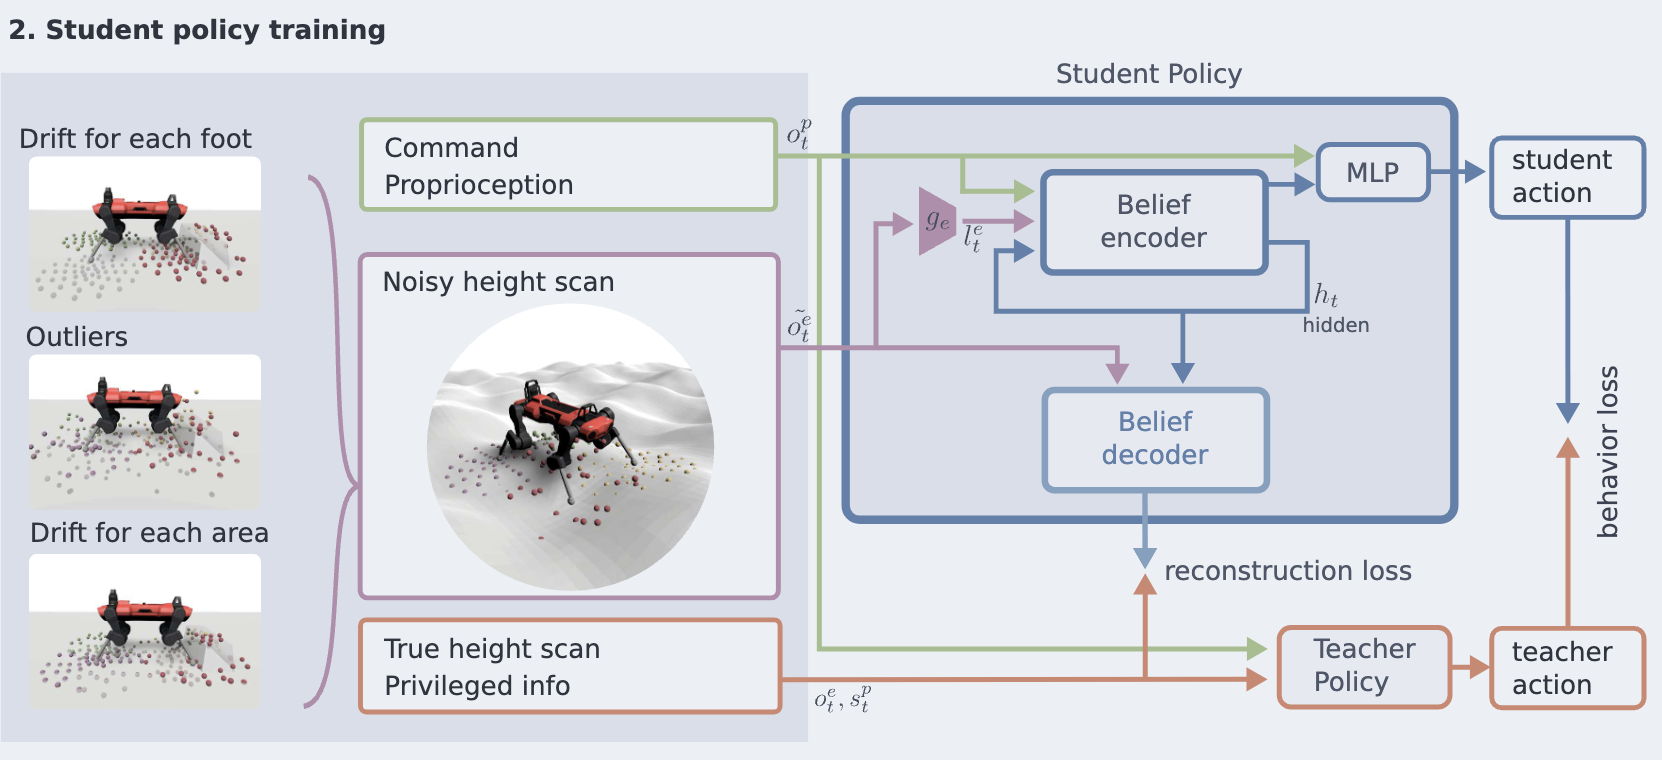 2. Student policy training
Student Policy
Drift for each foot
Outliers
Drift for each area
Command
Proprioception
Noisy height scan
True height scan
Privileged info
$o_t^p$
$\tilde{o}_t^e$
$o_t^e, s_t^p$
$g_e$
$l_t^e$
Belief
encoder
MLP
$h_t$
hidden
Belief
decoder
student
action
behavior loss
reconstruction loss
Teacher
Policy
teacher
action